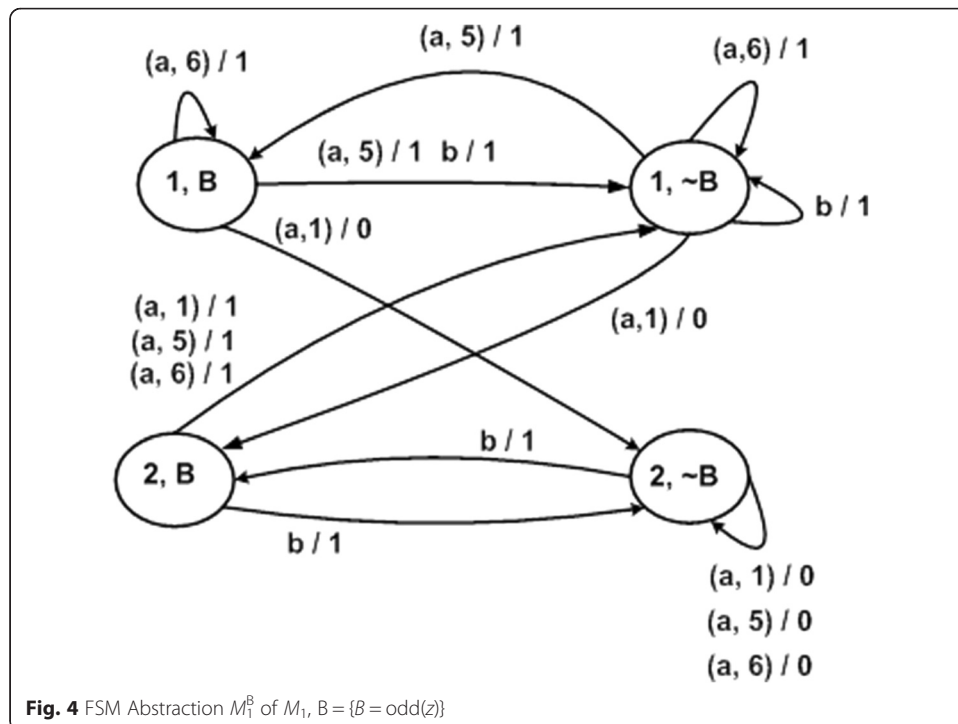 (a, 5) / 1
(a, 6) / 1
(a,6) / 1
(a, 5) / 1 b / 1
1, B
1, ~B
b / 1
(a,1) / 0
(a, 1) / 1
(a, 5) / 1
(a, 6) / 1
(a,1) / 0
b / 1
2, B
2, ~B
b / 1
(a, 1) / 0
(a, 5) / 0
(a, 6) / 0
Fig. 4 FSM Abstraction M₁ᴮ of M₁, B = {B = odd(z)}